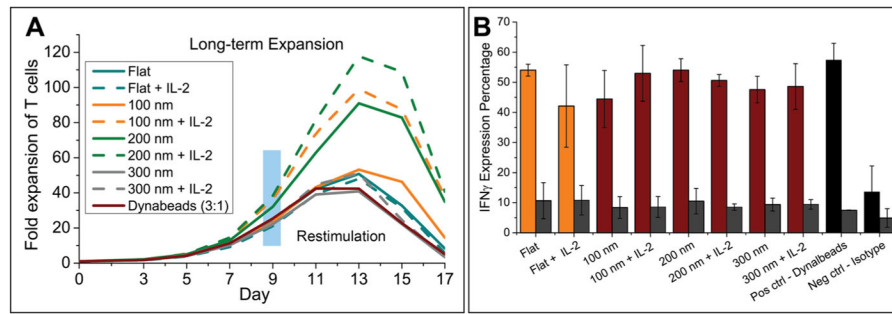 A
Long-term Expansion
Fold expansion of T cells
120
100
80
60
40
20
0
Flat
Flat + IL-2
100 nm
100 nm + IL-2
200 nm
200 nm + IL-2
300 nm
300 nm + IL-2
Dynabeads (3:1)
Restimulation
0 3 5 7 9 11 13 15 17
Day
B
IFNγ Expression Percentage
70
60
50
40
30
20
10
0
Flat
Flat + IL-2
100 nm
100 nm + IL-2
200 nm
200 nm + IL-2
300 nm
300 nm + IL-2
Pos ctrl - Dynalbeads
Neg ctrl - Isotype